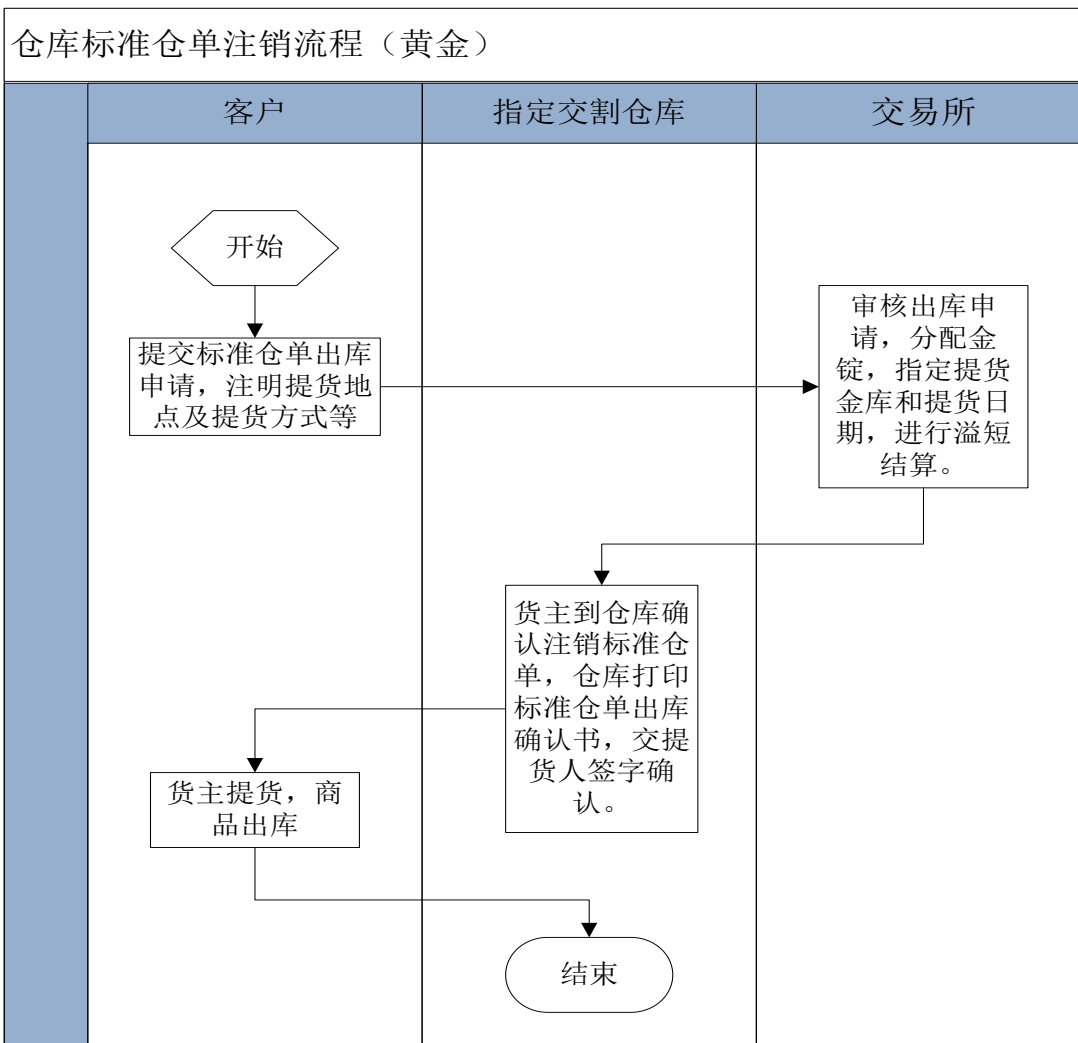 仓库标准仓单注销流程（黄金）
客户
指定交割仓库
交易所
开始
提交标准仓单出库
申请，注明提货地
点及提货方式等
审核出库申
请，分配金
锭，指定提货
金库和提货日
期，进行溢短
结算。
货主到仓库确
认注销标准仓
单，仓库打印
标准仓单出库
确认书，交提
货人签字确
认。
货主提货，商
品出库
结束